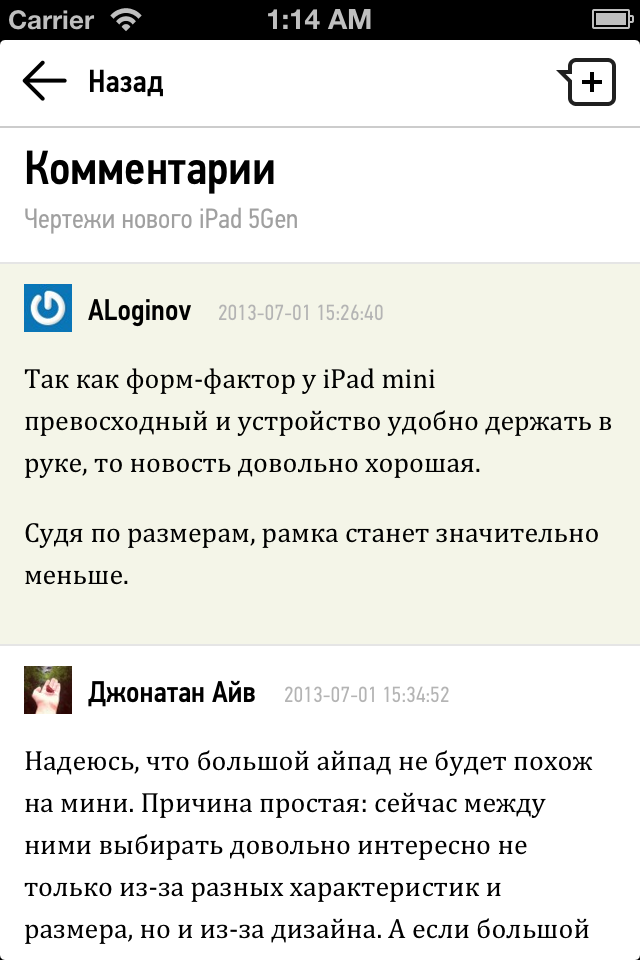 Carrier 1:14 AM
Назад
Комментарии
Чертежи нового iPad 5Gen
ALoginov 2013-07-01 15:26:40
Так как форм-фактор у iPad mini
превосходный и устройство удобно держать в
руке, то новость довольно хорошая.
Судя по размерам, рамка станет значительно
меньше.
Джонатан Айв 2013-07-01 15:34:52
Надеюсь, что большой айпад не будет похож
на мини. Причина простая: сейчас между
ними выбирать довольно интересно не
только из-за разных характеристик и
размера, но и из-за дизайна. А если большой